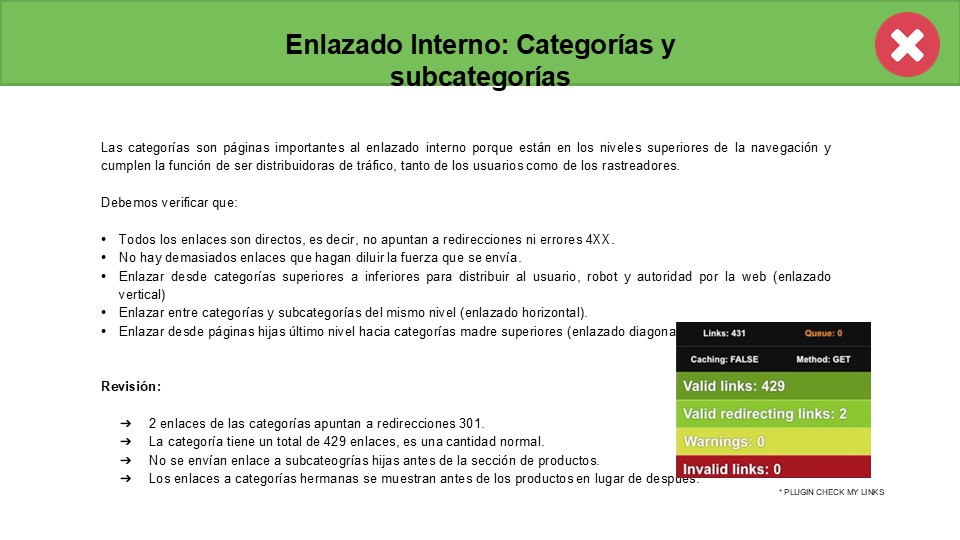 Enlazado Interno: Categorías y
subcategorías
Las categorías son páginas importantes al enlazado interno porque están en los niveles superiores de la navegación y
cumplen la función de ser distribuidoras de tráfico, tanto de los usuarios como de los rastreadores.
Debemos verificar que:
• Todos los enlaces son directos, es decir, no apuntan a redirecciones ni errores 4XX.
• No hay demasiados enlaces que hagan diluir la fuerza que se envía.
• Enlazar desde categorías superiores a inferiores para distribuir al usuario, robot y autoridad por la web (enlazado
vertical)
• Enlazar entre categorías y subcategorías del mismo nivel (enlazado horizontal).
• Enlazar desde páginas hijas último nivel hacia categorías madre superiores (enlazado diagona
Links: 431 Queue: 0
Caching: FALSE Method: GET
Valid links: 429
Valid redirecting links: 2
Warnings: 0
Invalid links: 0
Revisión:
➔ 2 enlaces de las categorías apuntan a redirecciones 301.
➔ La categoría tiene un total de 429 enlaces, es una cantidad normal.
➔ No se envían enlace a subcateogrías hijas antes de la sección de productos.
➔ Los enlaces a categorías hermanas se muestran antes de los productos en lugar de después.
* PLUGIN CHECK MY LINKS